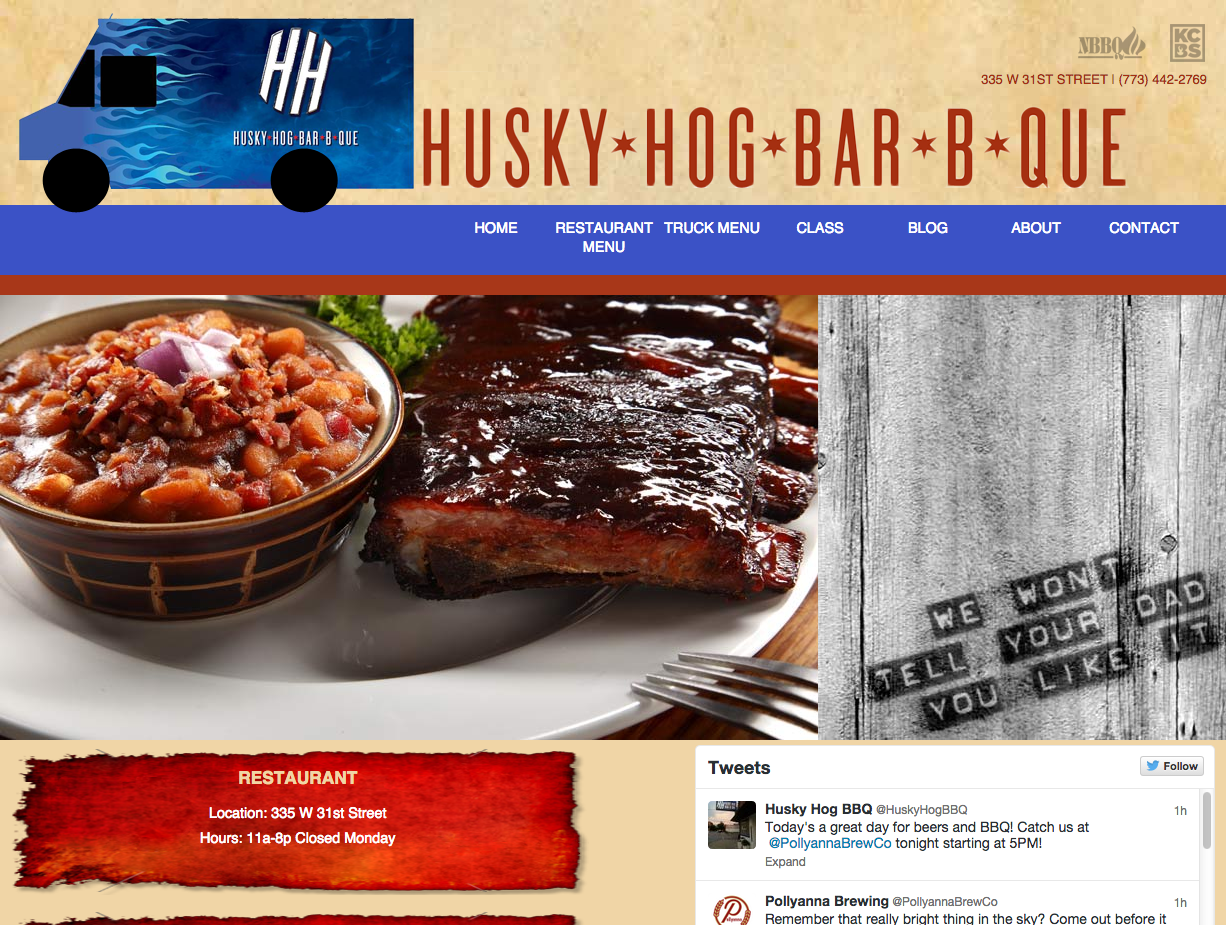 HH
HUSKY·HOG·BAR·B·QUE
NBBQ
KC
BS
335 W 31ST STREET | (773) 442-2769
HUSKY★HOG★BAR★B★QUE
HOME
RESTAURANT MENU
TRUCK MENU
CLASS
BLOG
ABOUT
CONTACT
WE WON'T
TELL YOUR DAD
YOU LIKE IT
RESTAURANT
Location: 335 W 31st Street
Hours: 11a-8p Closed Monday
Tweets
Follow
Husky Hog BBQ @HuskyHogBBQ 1h
Today's a great day for beers and BBQ! Catch us at
@PollyannaBrewCo tonight starting at 5PM!
Expand
Pollyanna Brewing @PollyannaBrewCo 1h
Remember that really bright thing in the sky? Come out before it